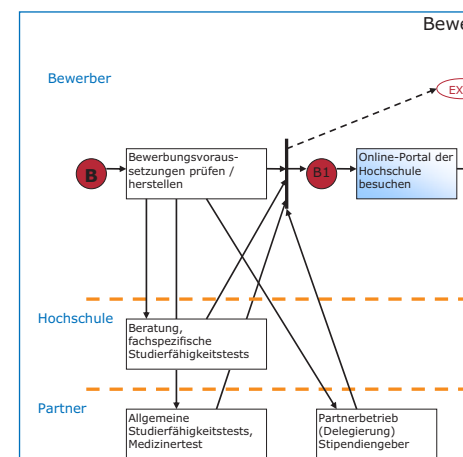 Bewe
Bewerber
EX
B
Bewerbungsvoraus-
setzungen prüfen /
herstellen
B1
Online-Portal der
Hochschule
besuchen
Hochschule
Beratung,
fachspezifische
Studierfähigkeitstests
Partner
Allgemeine
Studierfähigkeitstests,
Medizinertest
Partnerbetrieb
(Delegierung)
Stipendiengeber